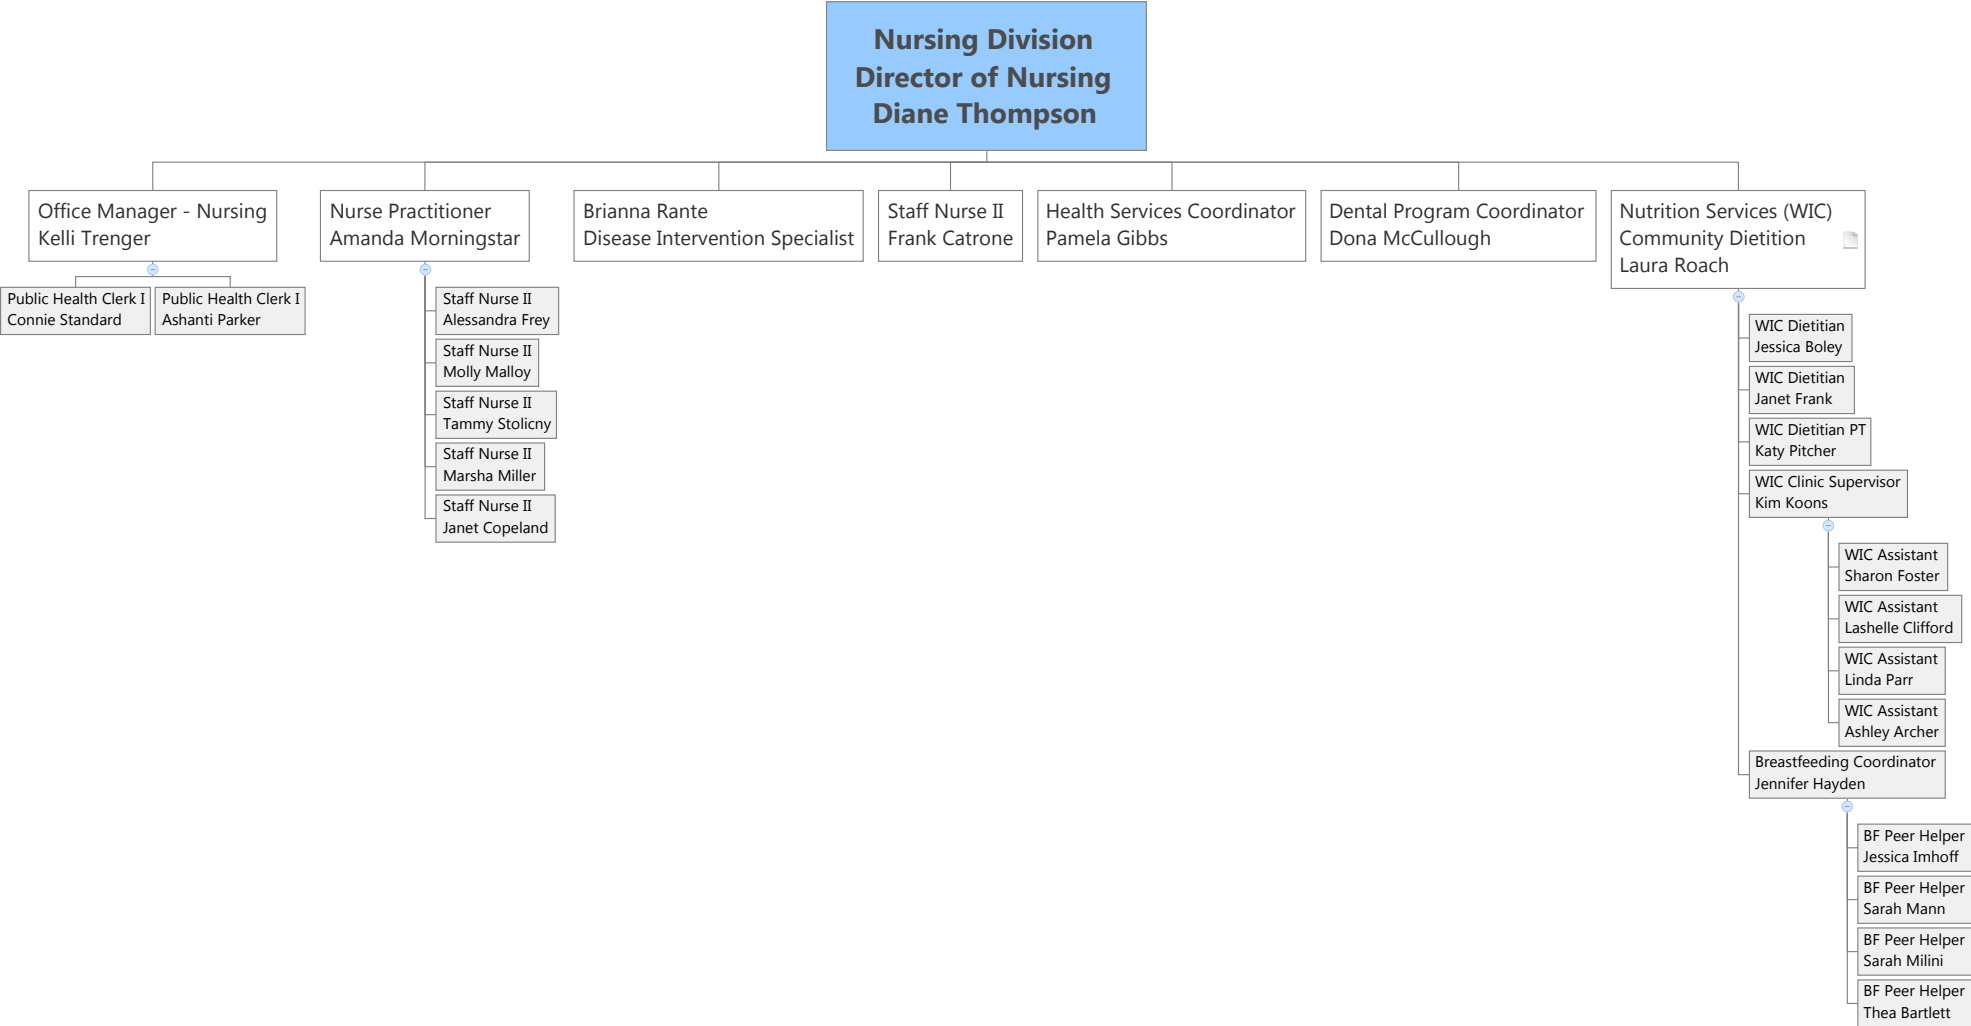 Nursing Division
Director of Nursing
Diane Thompson
Office Manager - Nursing
Kelli Trenger
Public Health Clerk I
Connie Standard
Public Health Clerk I
Ashanti Parker
Nurse Practitioner
Amanda Morningstar
Staff Nurse II
Alessandra Frey
Staff Nurse II
Molly Malloy
Staff Nurse II
Tammy Stolicny
Staff Nurse II
Marsha Miller
Staff Nurse II
Janet Copeland
Brianna Rante
Disease Intervention Specialist
Staff Nurse II
Frank Catrone
Health Services Coordinator
Pamela Gibbs
Dental Program Coordinator
Dona McCullough
Nutrition Services (WIC)
Community Dietition
Laura Roach
WIC Dietitian
Jessica Boley
WIC Dietitian
Janet Frank
WIC Dietitian PT
Katy Pitcher
WIC Clinic Supervisor
Kim Koons
WIC Assistant
Sharon Foster
WIC Assistant
Lashelle Clifford
WIC Assistant
Linda Parr
WIC Assistant
Ashley Archer
Breastfeeding Coordinator
Jennifer Hayden
BF Peer Helper
Jessica Imhoff
BF Peer Helper
Sarah Mann
BF Peer Helper
Sarah Milini
BF Peer Helper
Thea Bartlett